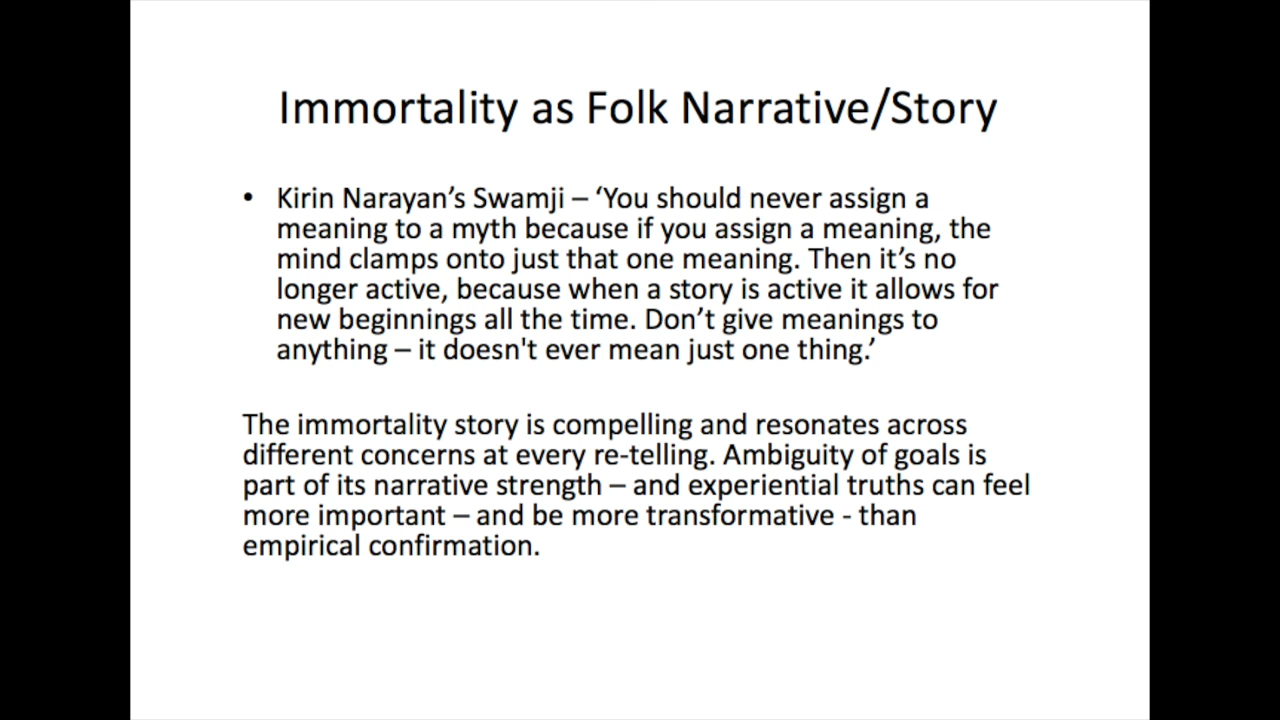 Immortality as Folk Narrative/Story
• Kirin Narayan’s Swamji – ‘You should never assign a
meaning to a myth because if you assign a meaning, the
mind clamps onto just that one meaning. Then it’s no
longer active, because when a story is active it allows for
new beginnings all the time. Don’t give meanings to
anything – it doesn't ever mean just one thing.’
The immortality story is compelling and resonates across
different concerns at every re-telling. Ambiguity of goals is
part of its narrative strength – and experiential truths can feel
more important – and be more transformative - than
empirical confirmation.